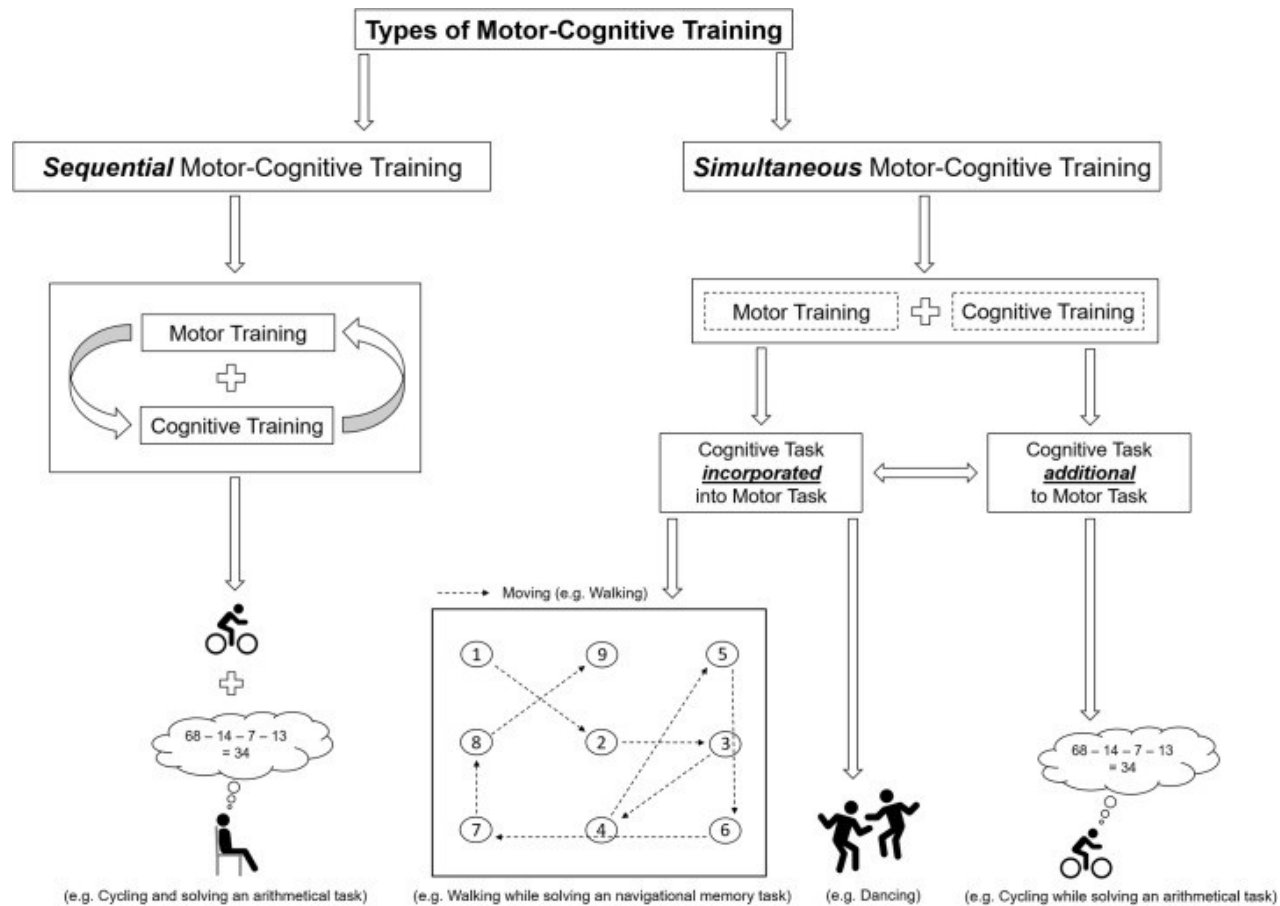 Types of Motor-Cognitive Training
Sequential Motor-Cognitive Training
Simultaneous Motor-Cognitive Training
Motor Training
Cognitive Training
Motor Training
Cognitive Training
Cognitive Task
incorporated
into Motor Task
Cognitive Task
additional
to Motor Task
Moving (e.g. Walking)
1
9
5
8
2
3
7
4
6
68 – 14 – 7 – 13
= 34
68 – 14 – 7 – 13
= 34
(e.g. Cycling and solving an arithmetical task)
(e.g. Walking while solving an navigational memory task)
(e.g. Dancing)
(e.g. Cycling while solving an arithmetical task)